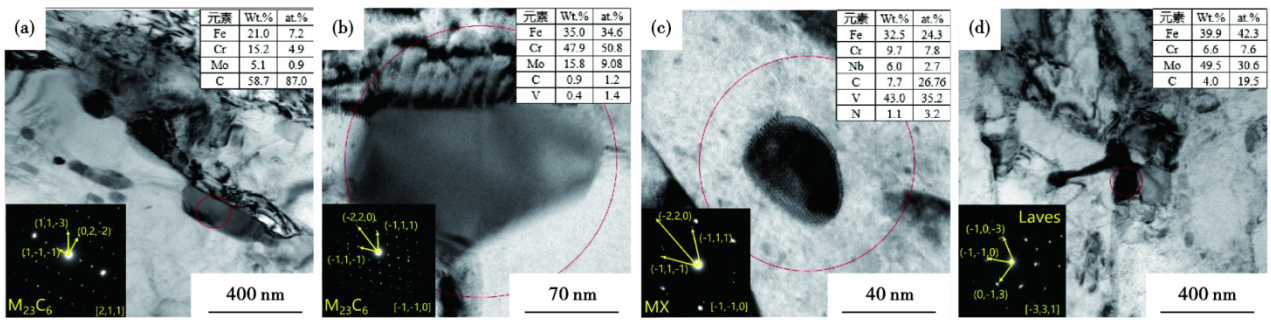 (a)
元素 Wt.% at.%
Fe 21.0 7.2
Cr 15.2 4.9
Mo 5.1 0.9
C 58.7 87.0
(1,1,-3)
(0,2,-2)
(1,-1,-1)
M23C6
[2,1,1]
400 nm
(b)
元素 Wt.% at.%
Fe 35.0 34.6
Cr 47.9 50.8
Mo 15.8 9.08
C 0.9 1.2
V 0.4 1.4
(-2,2,0)
(-1,1,1)
(-1,1,-1)
M23C6
[-1,-1,0]
70 nm
(c)
元素 Wt.% at.%
Fe 32.5 24.3
Cr 9.7 7.8
Nb 6.0 2.7
C 7.7 26.76
V 43.0 35.2
N 1.1 3.2
(-2,2,0)
(-1,1,1)
(-1,1,-1)
MX
[-1,-1,0]
40 nm
(d)
元素 Wt.% at.%
Fe 39.9 42.3
Cr 6.6 7.6
Mo 49.5 30.6
C 4.0 19.5
Laves
(-1,0,-3)
(-1,-1,0)
(0,-1,3)
[-3,3,1]
400 nm